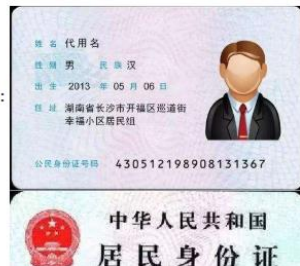 :
姓 名 代用名
性 别 男 民 族 汉
出 生 2013 年 05 月 06 日
住 址 湖南省长沙市开福区巡道街
幸福小区居民组
公民身份证号码 430512198908131367
中华人民共和国
居民身份证